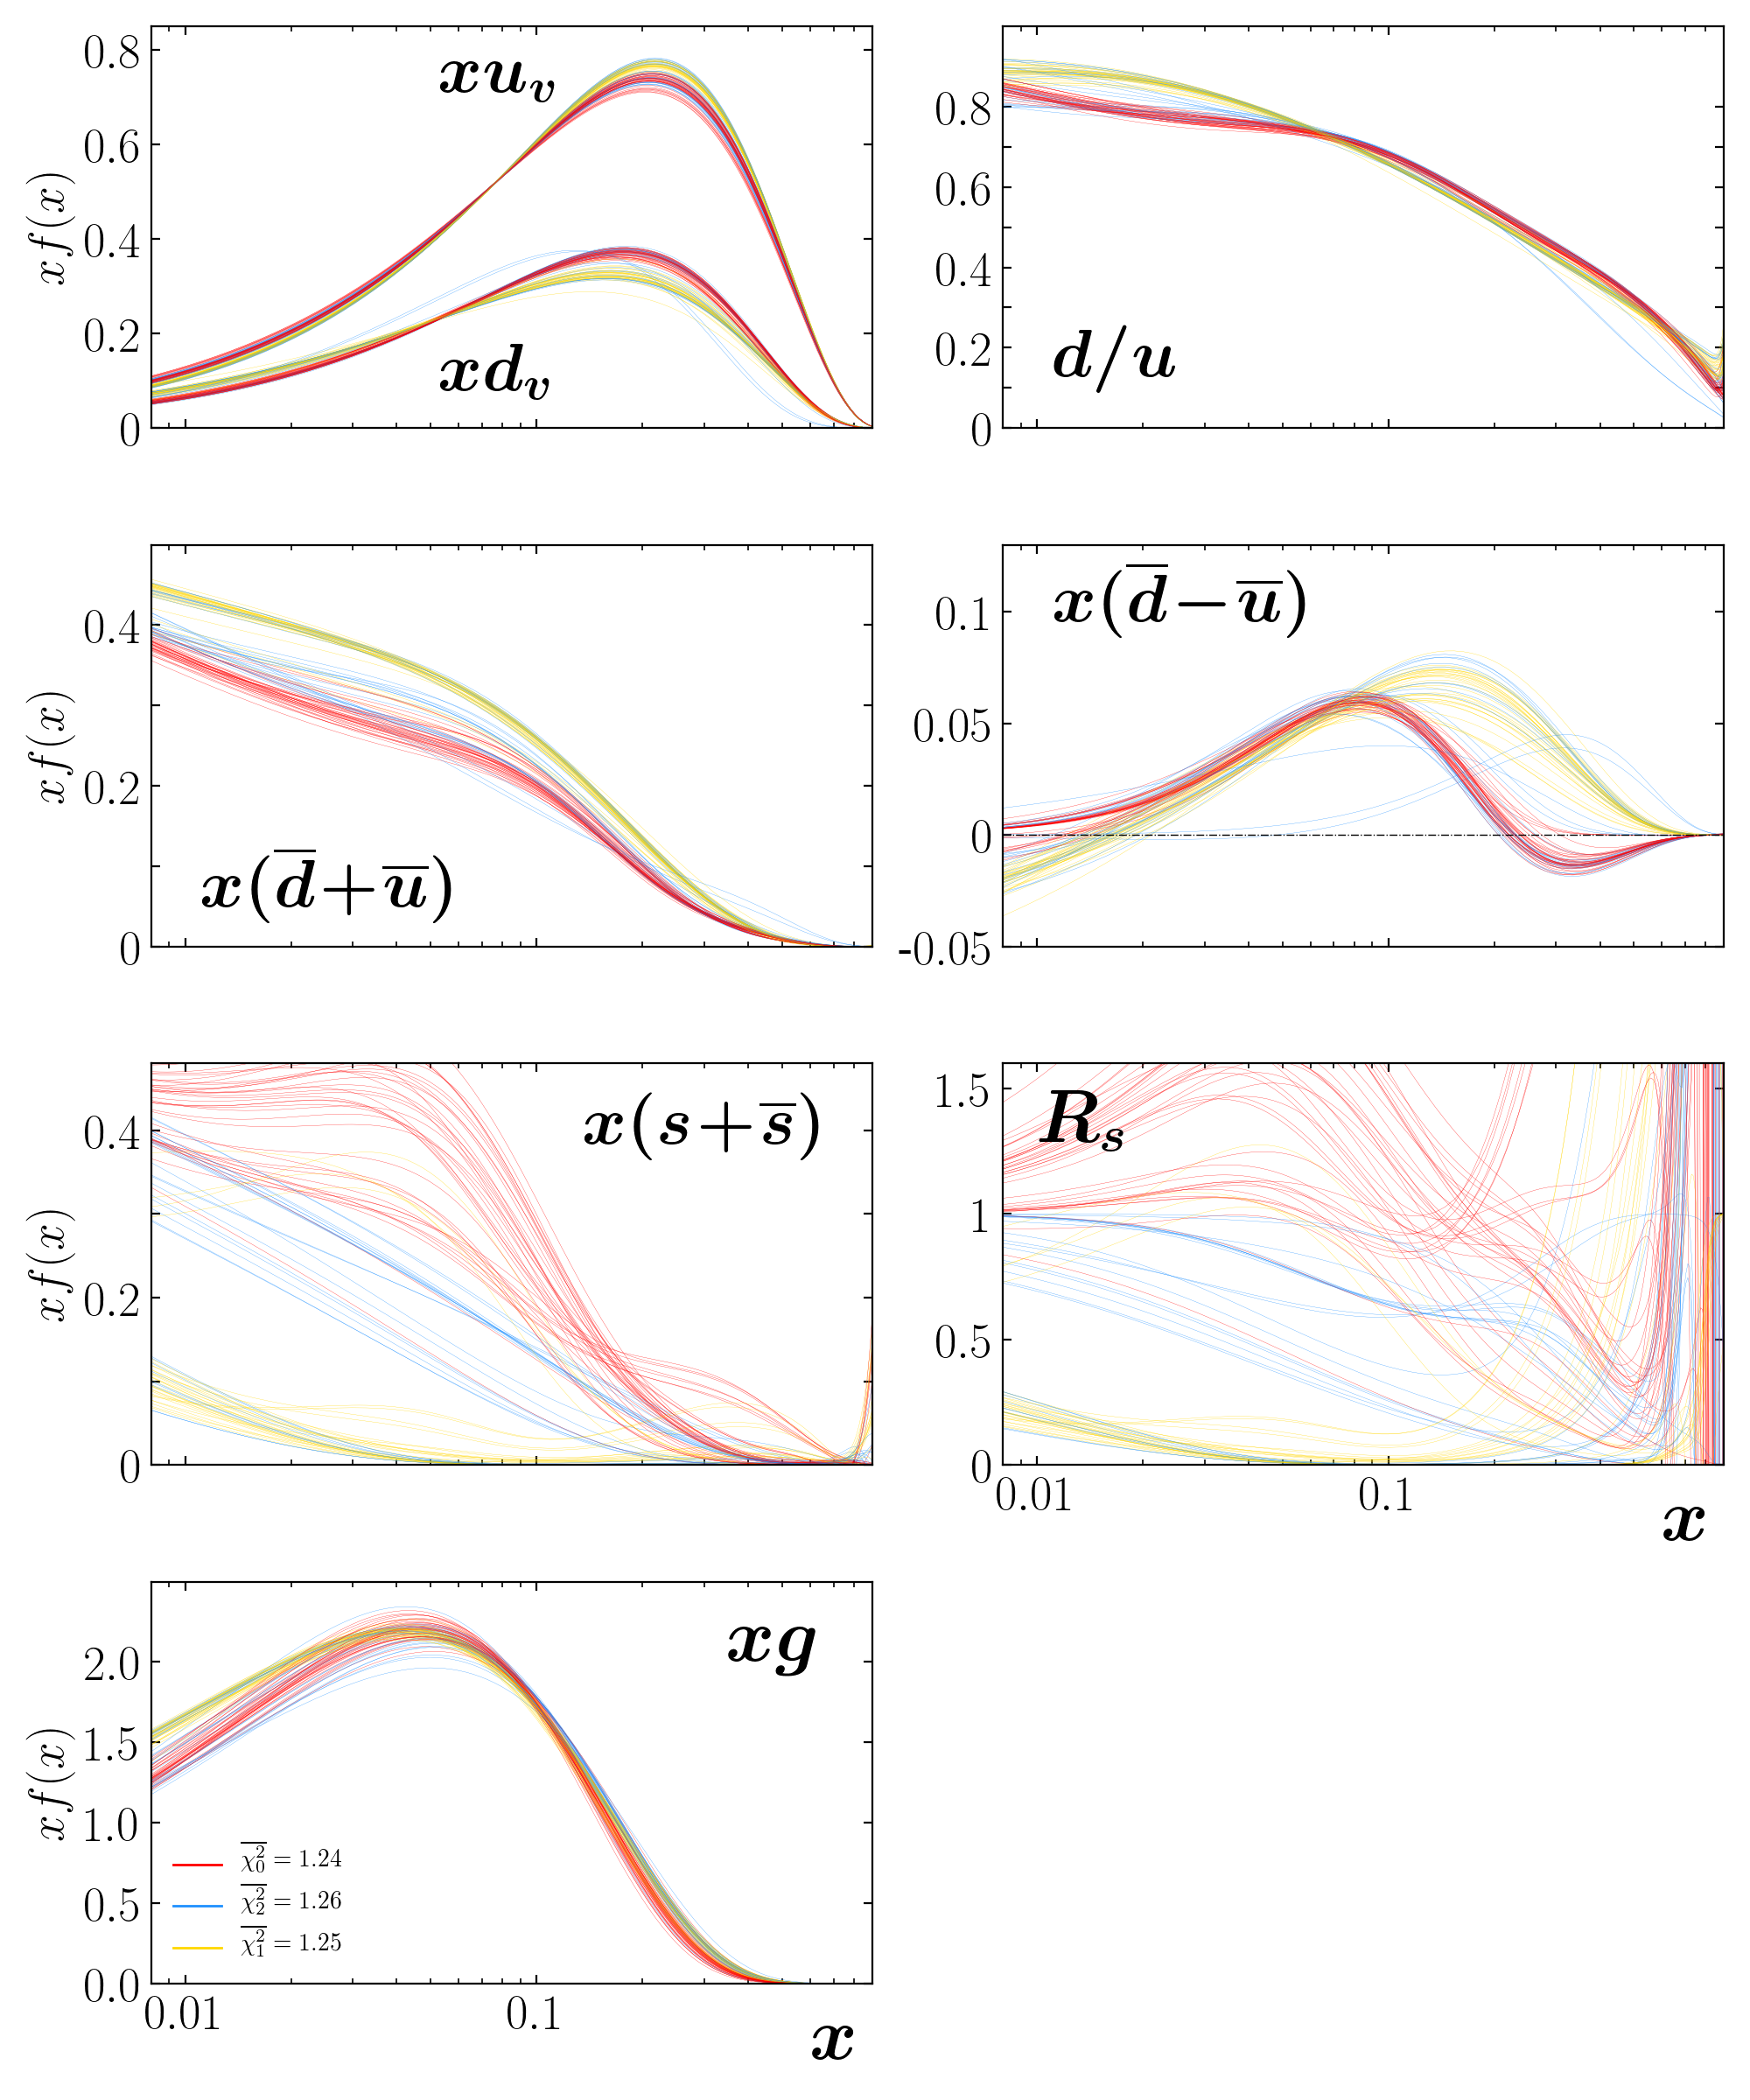 xf(x)
0.8
0.6
0.4
0.2
0
xu_v
xd_v
0.8
0.6
0.4
0.2
0
d/u
xf(x)
0.4
0.2
0
x(d̅+u̅)
0.1
0.05
0
-0.05
x(d̅−u̅)
xf(x)
0.4
0.2
0
x(s+s̅)
1.5
1
0.5
0
R_s
0.01
0.1
x
xf(x)
2.0
1.5
1.0
0.5
0.0
xg
χ̅₀² = 1.24
χ̅₂² = 1.26
χ̅₁² = 1.25
0.01
0.1
x